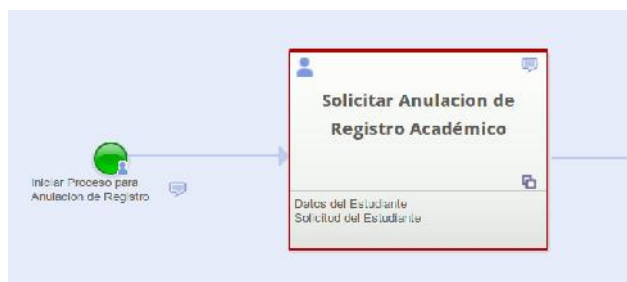 Solicitar Anulacion de
Registro Académico
Iniciar Proceso para
Anulacion de Registro
Datos del Estudiante
Solicitud del Estudiante